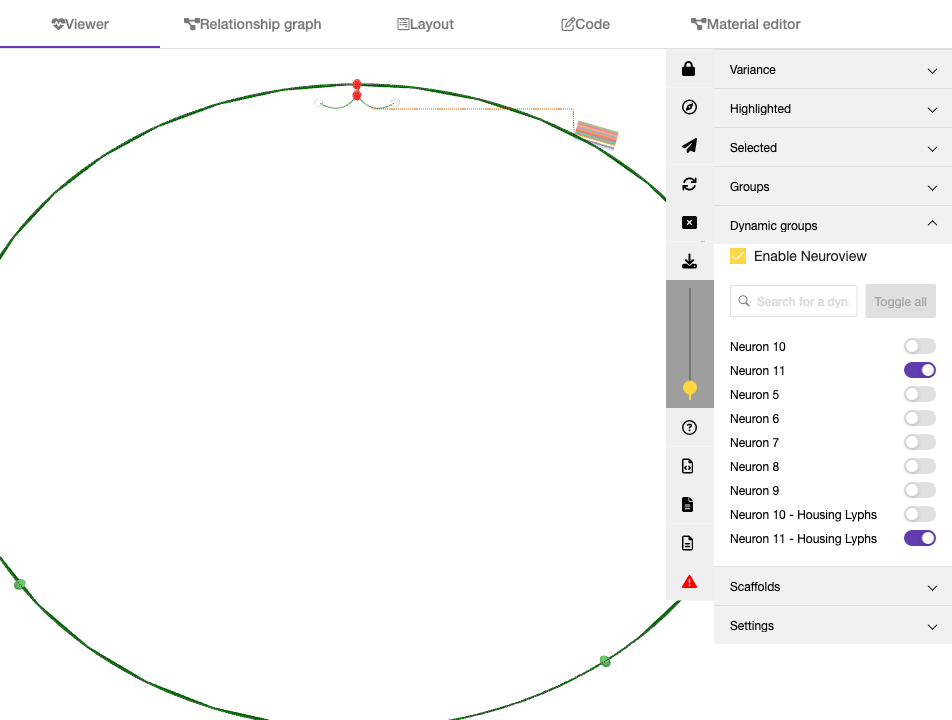 Viewer
Relationship graph
Layout
Code
Material editor
Variance
Highlighted
Selected
Groups
Dynamic groups
Enable Neuroview
Search for a dyn
Toggle all
Neuron 10
Neuron 11
Neuron 5
Neuron 6
Neuron 7
Neuron 8
Neuron 9
Neuron 10 - Housing Lyphs
Neuron 11 - Housing Lyphs
Scaffolds
Settings